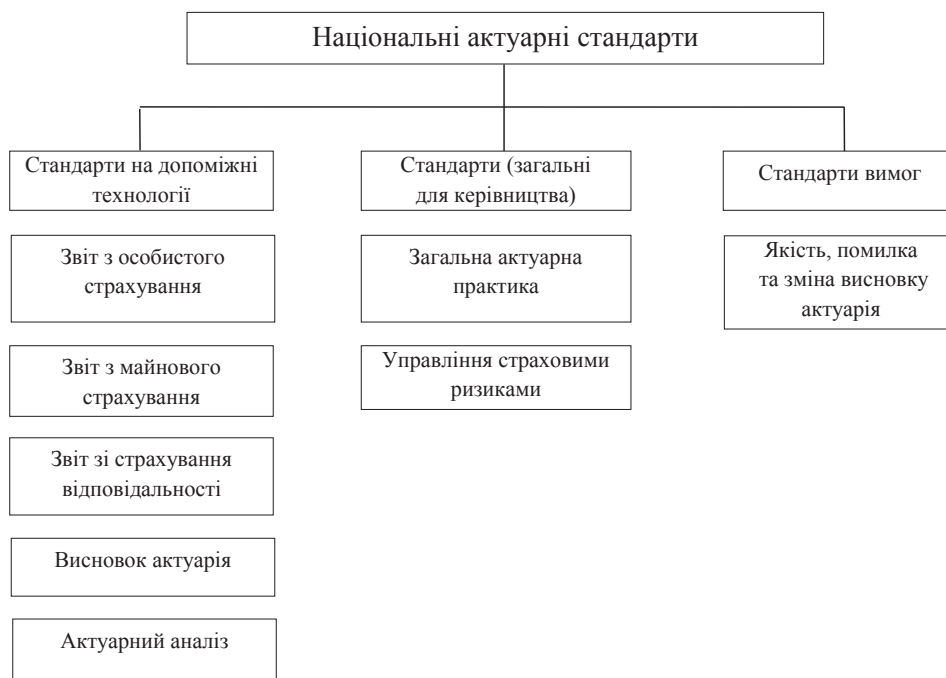 Національні актуарні стандарти
Стандарти на допоміжні
технології
Звіт з особистого
страхування
Звіт з майнового
страхування
Звіт зі страхування
відповідальності
Висновок актуарія
Актуарний аналіз
Стандарти (загальні
для керівництва)
Загальна актуарна
практика
Управління страховими
ризиками
Стандарти вимог
Якість, помилка
та зміна висновку
актуарія